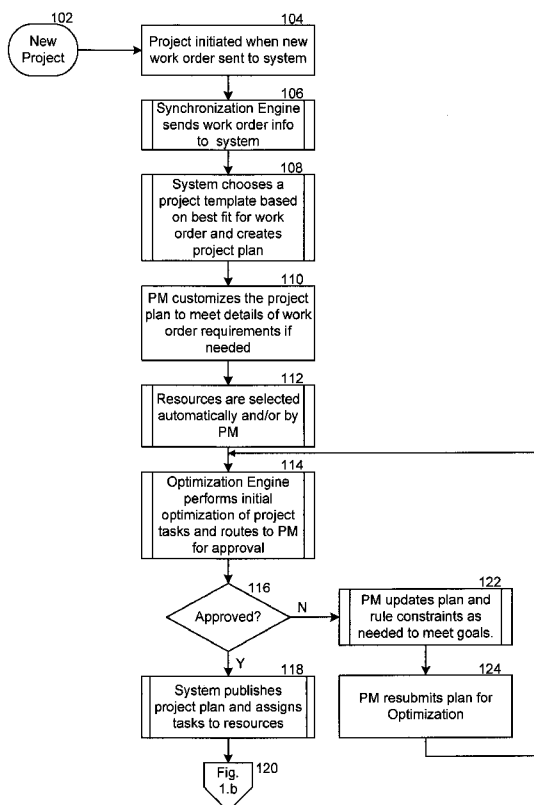 102
New
Project
104
Project initiated when new
work order sent to system
106
Synchronization Engine
sends work order info
to system
108
System chooses a
project template based
on best fit for work
order and creates
project plan
110
PM customizes the project
plan to meet details of work
order requirements if
needed
112
Resources are selected
automatically and/or by
PM
114
Optimization Engine
performs initial
optimization of project
tasks and routes to PM
for approval
116
Approved?
N
Y
122
PM updates plan and
rule constraints as
needed to meet goals.
124
PM resubmits plan for
Optimization
118
System publishes
project plan and assigns
tasks to resources
120
Fig.
1.b